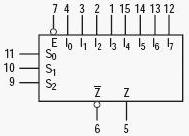 7 4 3 2 1 15 14 13 12
E̅ I₀ I₁ I₂ I₃ I₄ I₅ I₆ I₇
11 S₀
10 S₁
9 S₂
Z̅ Z
6 5